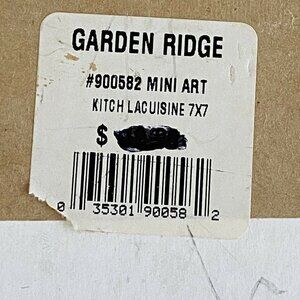 GARDEN RIDGE
#900582 MINI ART
KITCH LACUISINE 7X7
$
0 35301 90058 2